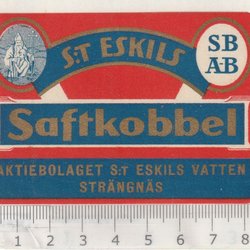 S:T ESKILS
SB
AB
Saftkobbel
AKTIEBOLAGET S:T ESKILS VATTEN
STRÄNGNÄS
1 2 3 4 5 6 7 8